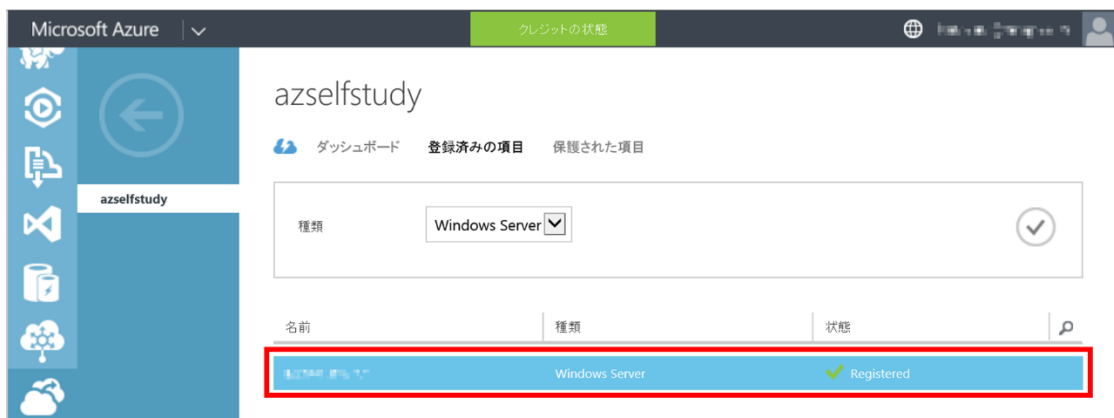 Microsoft Azure クレジットの状態
azselfstudy
ダッシュボード 登録済みの項目 保護された項目
azselfstudy
種類 Windows Server
名前 種類 状態
Windows Server Registered